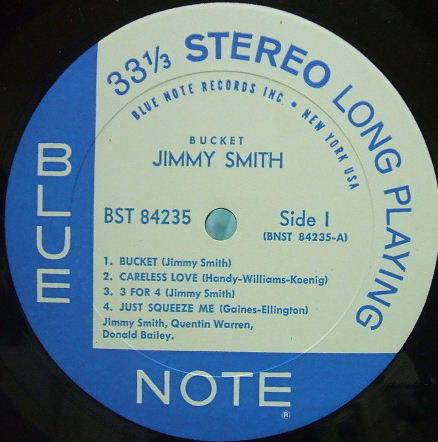 33 1/3 STEREO LONG PLAYING
BLUE NOTE RECORDS INC. • NEW YORK USA
BUCKET
JIMMY SMITH
BST 84235
Side 1
(BNST 84235-A)
1. BUCKET (Jimmy Smith)
2. CARELESS LOVE (Handy-Williams-Koenig)
3. 3 FOR 4 (Jimmy Smith)
4. JUST SQUEEZE ME (Gaines-Ellington)
Jimmy Smith, Quentin Warren,
Donald Bailey.
BLUE
NOTE
®